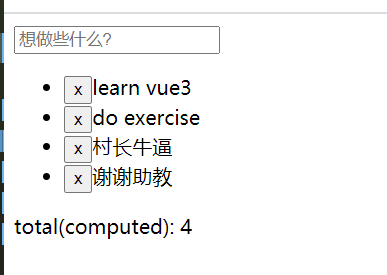 想做些什么?
x learn vue3
x do exercise
x 村长牛逼
x 谢谢助教
total(computed): 4